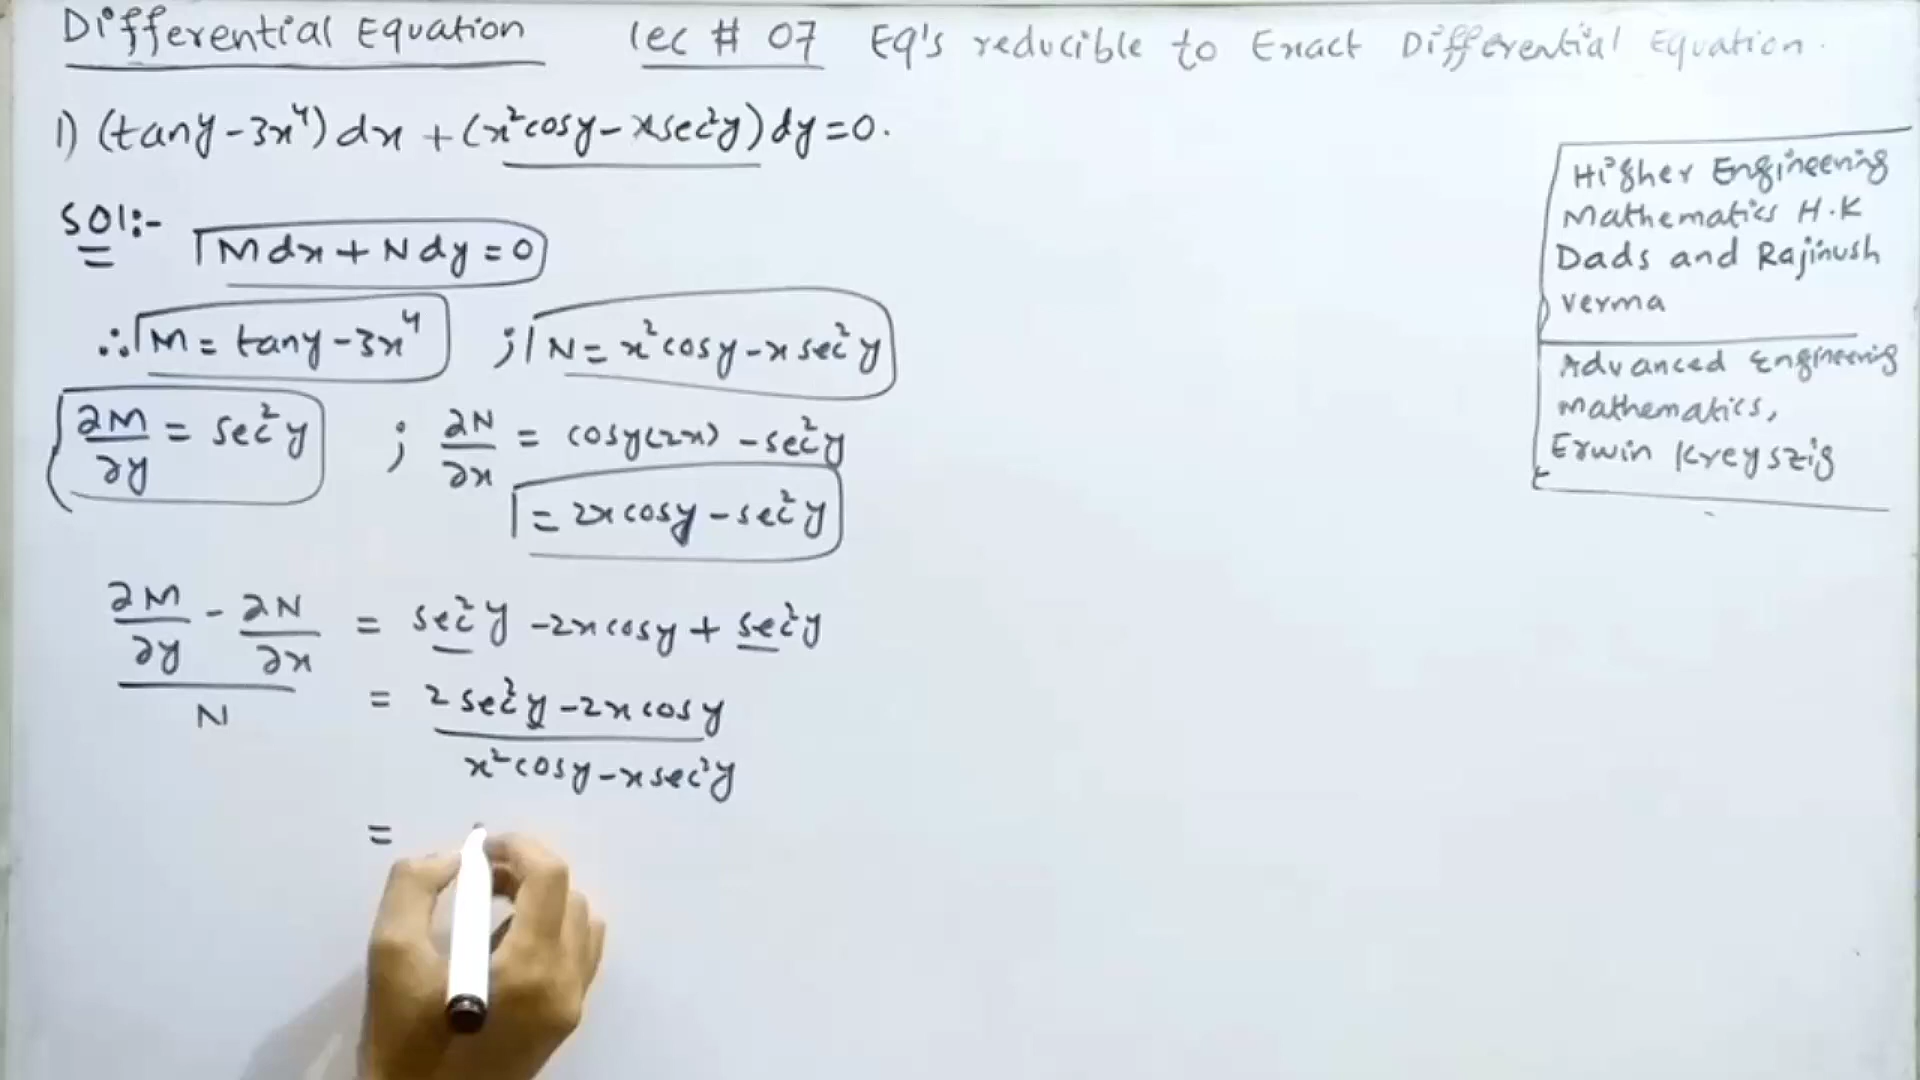 Differential Equation lec # 07 Eq's reducible to Exact Differential Equation.
1) (tany - 3x⁴) dx + (x²cosy - xsec²y) dy = 0.
Sol:-
Mdx + Ndy = 0
∴ M = tany - 3x⁴ ; N = x²cosy - xsec²y
∂M/∂y = sec²y ; ∂N/∂x = cosy(2x) - sec²y
= 2xcosy - sec²y
(∂M/∂y - ∂N/∂x)/N = sec²y - 2xcosy + sec²y
= (2sec²y - 2xcosy)/(x²cosy - xsec²y)
=
Higher Engineering
Mathematics H.K
Dads and Rajinush
Verma
Advanced Engineering
Mathematics,
Erwin Kreyszig